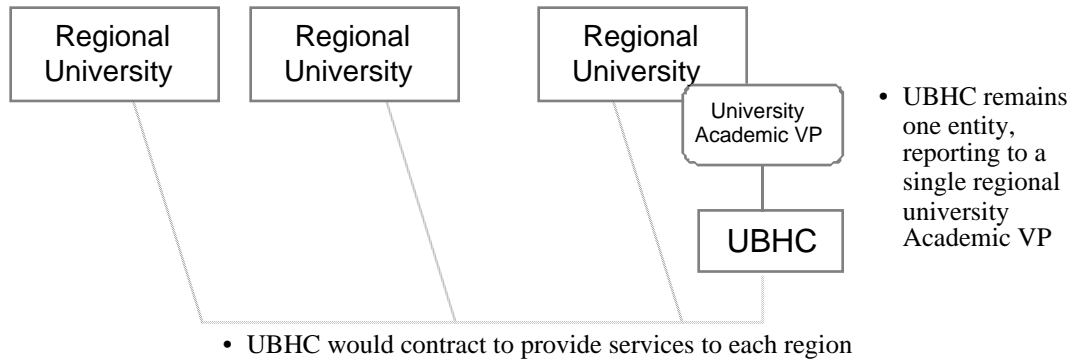 Regional
University
Regional
University
Regional
University
University
Academic VP
UBHC
• UBHC remains
one entity,
reporting to a
single regional
university
Academic VP
• UBHC would contract to provide services to each region